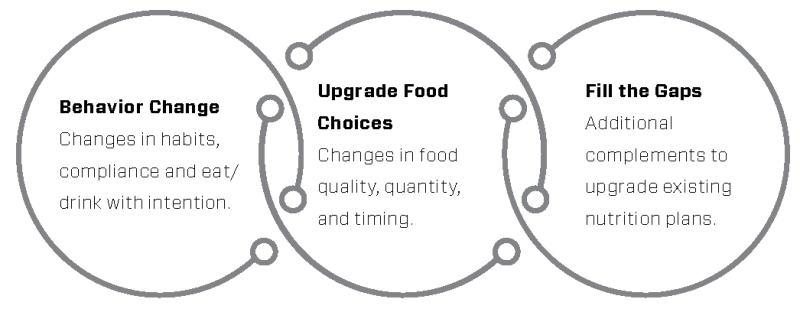 Behavior Change
Changes in habits,
compliance and eat/
drink with intention.
Upgrade Food
Choices
Changes in food
quality, quantity,
and timing.
Fill the Gaps
Additional
complements to
upgrade existing
nutrition plans.